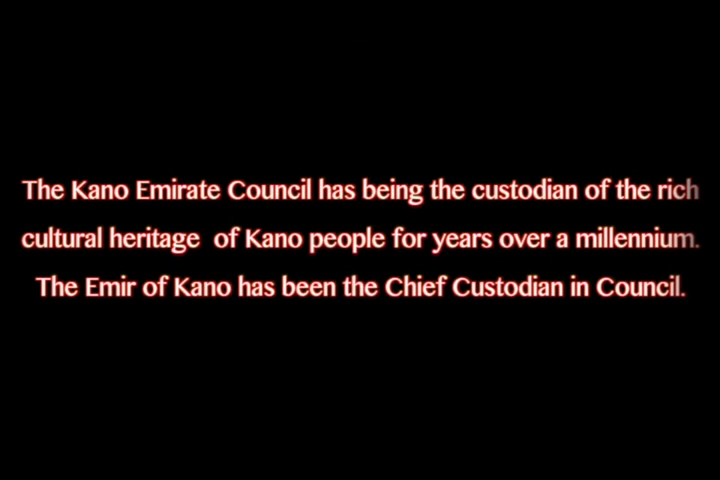 The Kano Emirate Council has being the custodian of the rich
cultural heritage of Kano people for years over a millennium.
The Emir of Kano has been the Chief Custodian in Council.